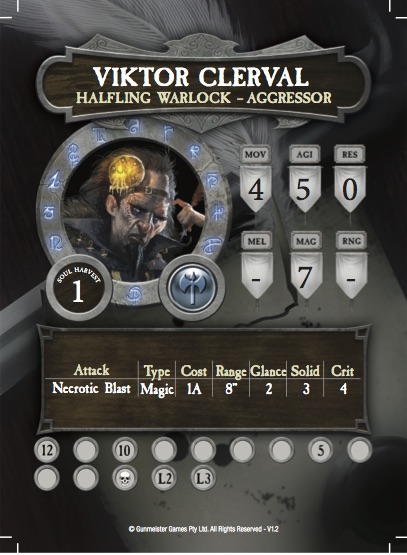 VIKTOR CLERVAL
HALFLING WARLOCK – AGGRESSOR
MOV AGI RES
4 5 0
MEL MAG RNG
- 7 -
SOUL HARVEST
1
Attack Type Cost Range Glance Solid Crit
Necrotic Blast Magic 1A 8" 2 3 4
12 10 5
L2 L3
© Gunmeister Games Pty Ltd. All Rights Reserved - V1.2